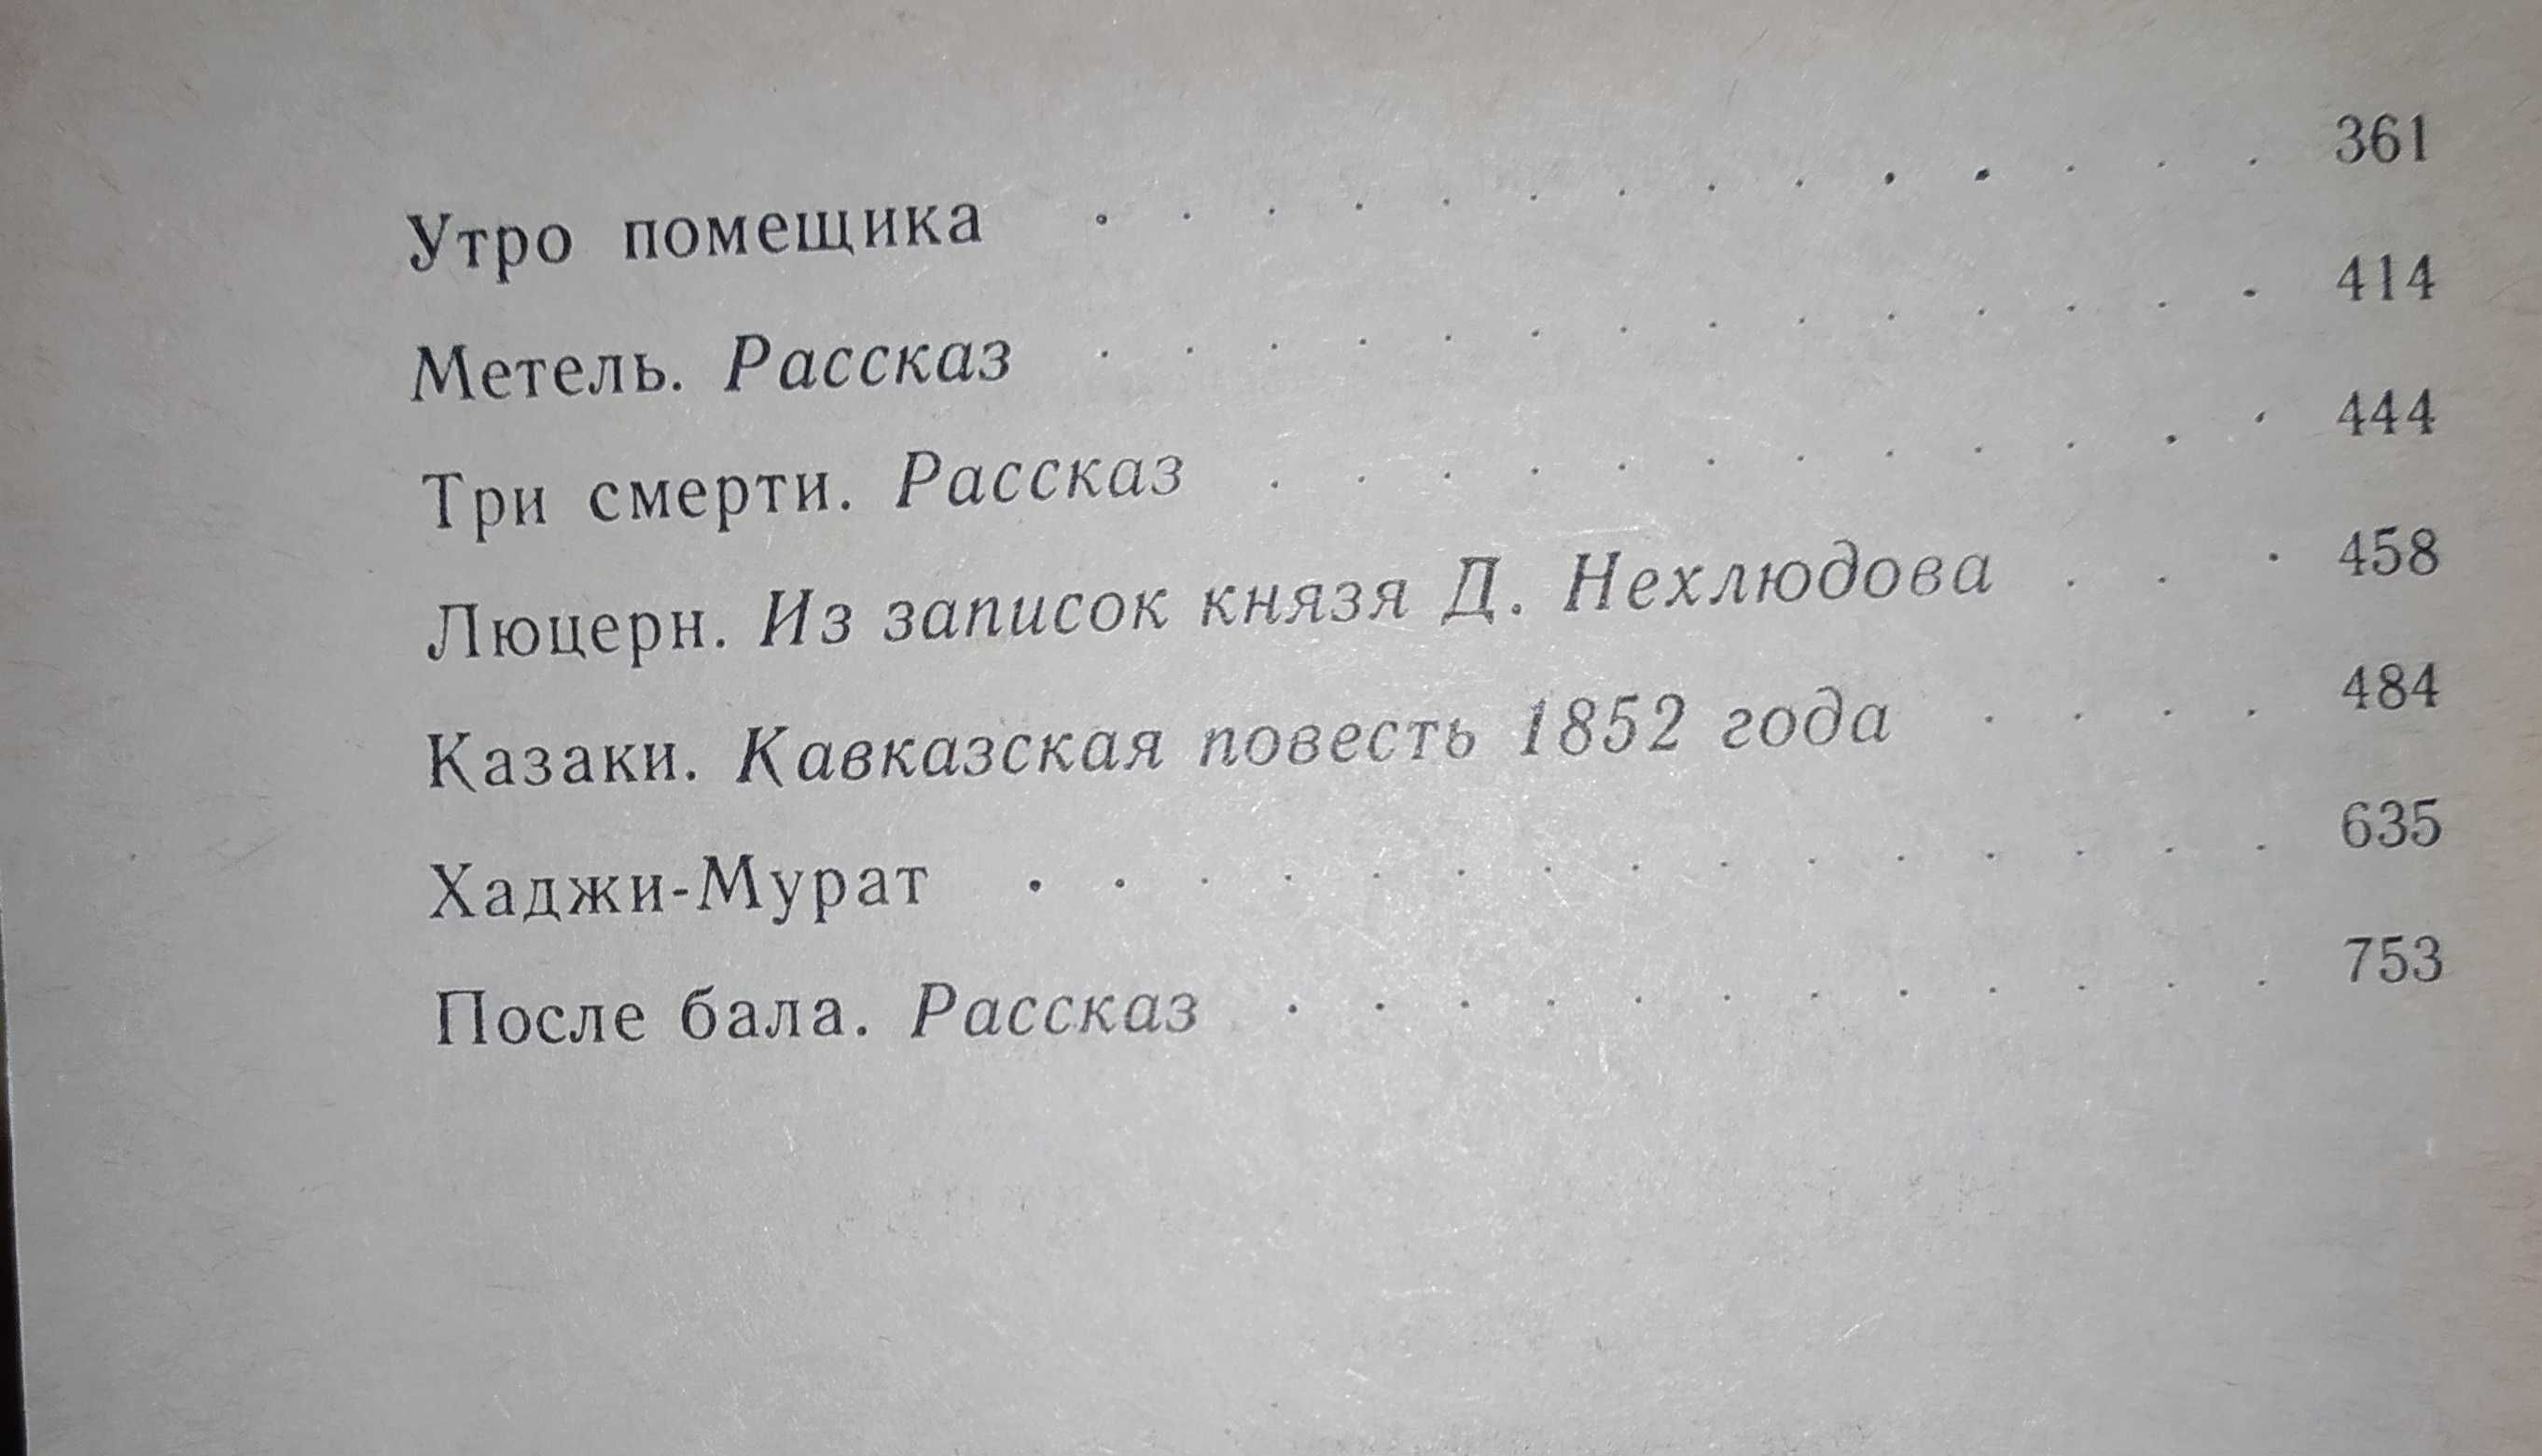 Утро помещика . . . . . . . . . . . . . . 361
Метель. Рассказ . . . . . . . . . . . . . . 414
Три смерти. Рассказ . . . . . . . . . . . . 444
Люцерн. Из записок князя Д. Нехлюдова . . . 458
Казаки. Кавказская повесть 1852 года . . . . 484
Хаджи-Мурат . . . . . . . . . . . . . . . 635
После бала. Рассказ . . . . . . . . . . . . 753